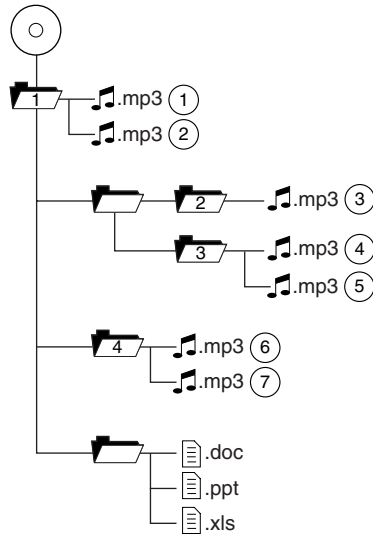 1 .mp3 1
.mp3 2
2 .mp3 3
3 .mp3 4
.mp3 5
4 .mp3 6
.mp3 7
.doc
.ppt
.xls